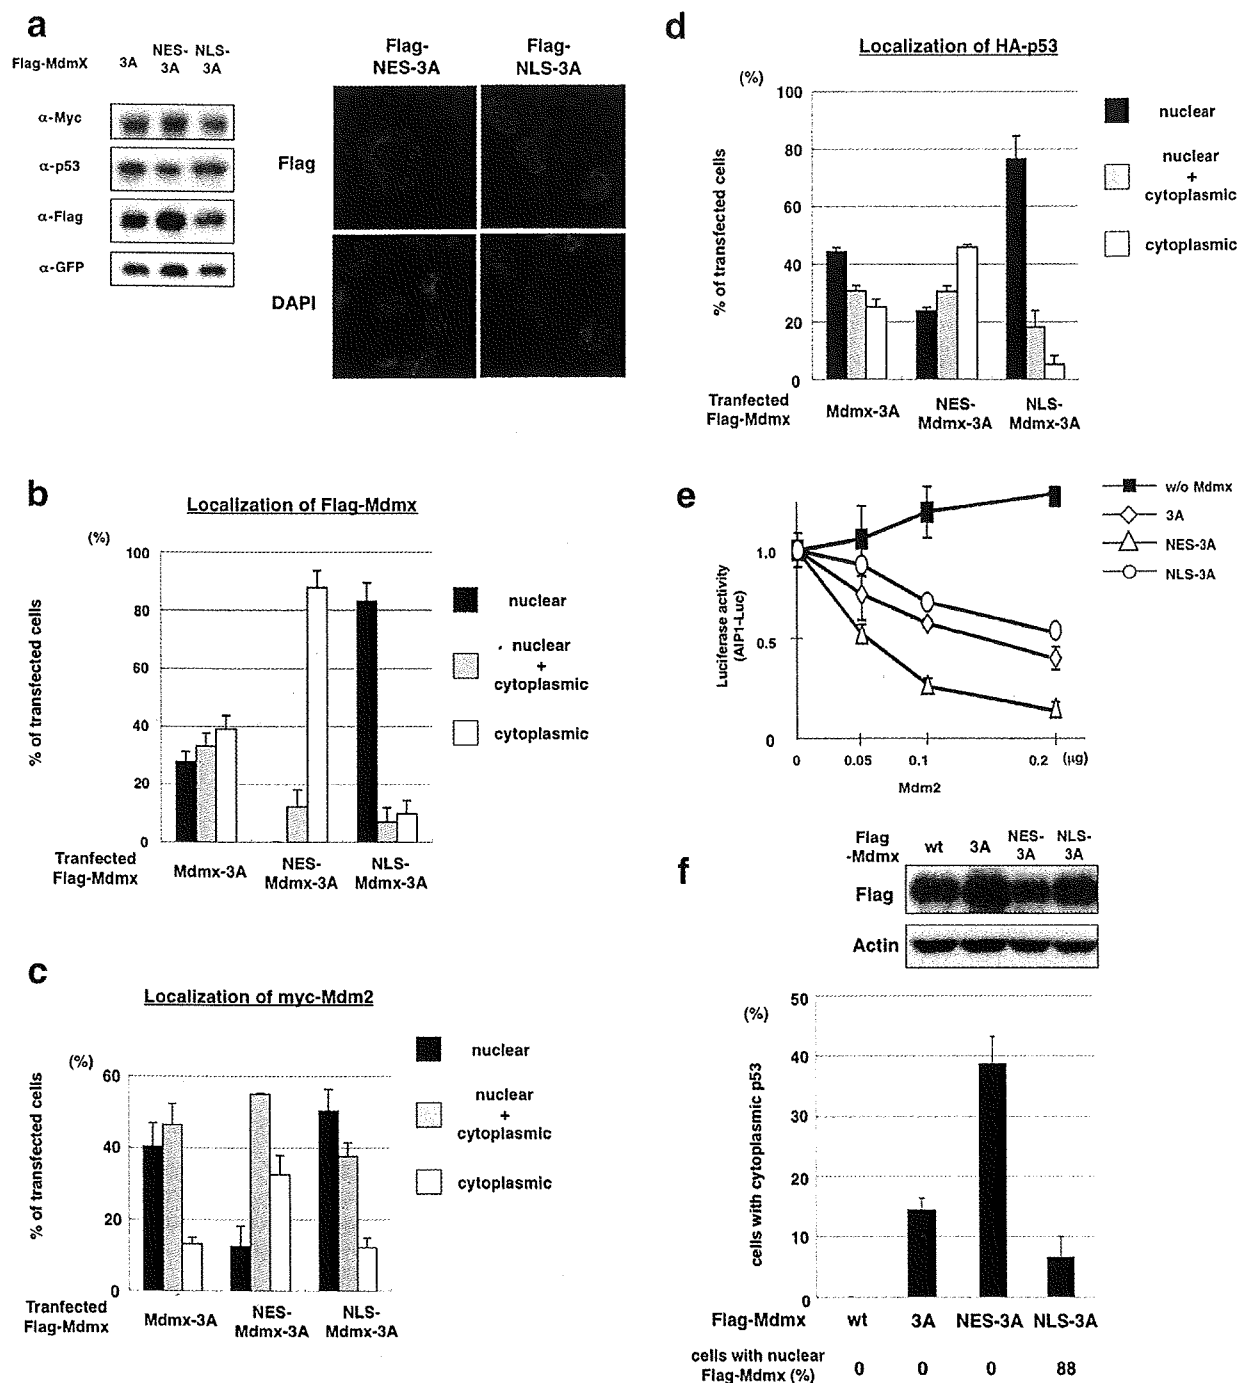 a
Flag-MdmX 3A NES-3A NLS-3A
α-Myc
α-p53
α-Flag
α-GFP
Flag-NES-3A
Flag-NLS-3A
Flag
DAPI
b
Localization of Flag-Mdmx
(%)
% of transfected cells
100
80
60
40
20
0
nuclear
nuclear
+
cytoplasmic
cytoplasmic
Tranfected
Flag-Mdmx
Mdmx-3A
NES-
Mdmx-3A
NLS-
Mdmx-3A
c
Localization of myc-Mdm2
(%)
% of transfected cells
60
40
20
0
nuclear
nuclear
+
cytoplasmic
cytoplasmic
Tranfected
Flag-Mdmx
Mdmx-3A
NES-
Mdmx-3A
NLS-
Mdmx-3A
d
Localization of HA-p53
(%)
% of transfected cells
100
80
60
40
20
0
nuclear
nuclear
+
cytoplasmic
cytoplasmic
Tranfected
Flag-Mdmx
Mdmx-3A
NES-
Mdmx-3A
NLS-
Mdmx-3A
e
w/o Mdmx
3A
NES-3A
NLS-3A
Luciferase activity
(AIP1-Luc)
1.0
0.5
0
0 0.05 0.1 0.2 (μg)
Mdm2
f
Flag
-Mdmx
wt 3A NES-3A NLS-3A
Flag
Actin
(%)
cells with cytoplasmic p53
50
40
30
20
10
0
Flag-Mdmx wt 3A NES-3A NLS-3A
cells with nuclear
Flag-Mdmx (%)
0 0 0 88